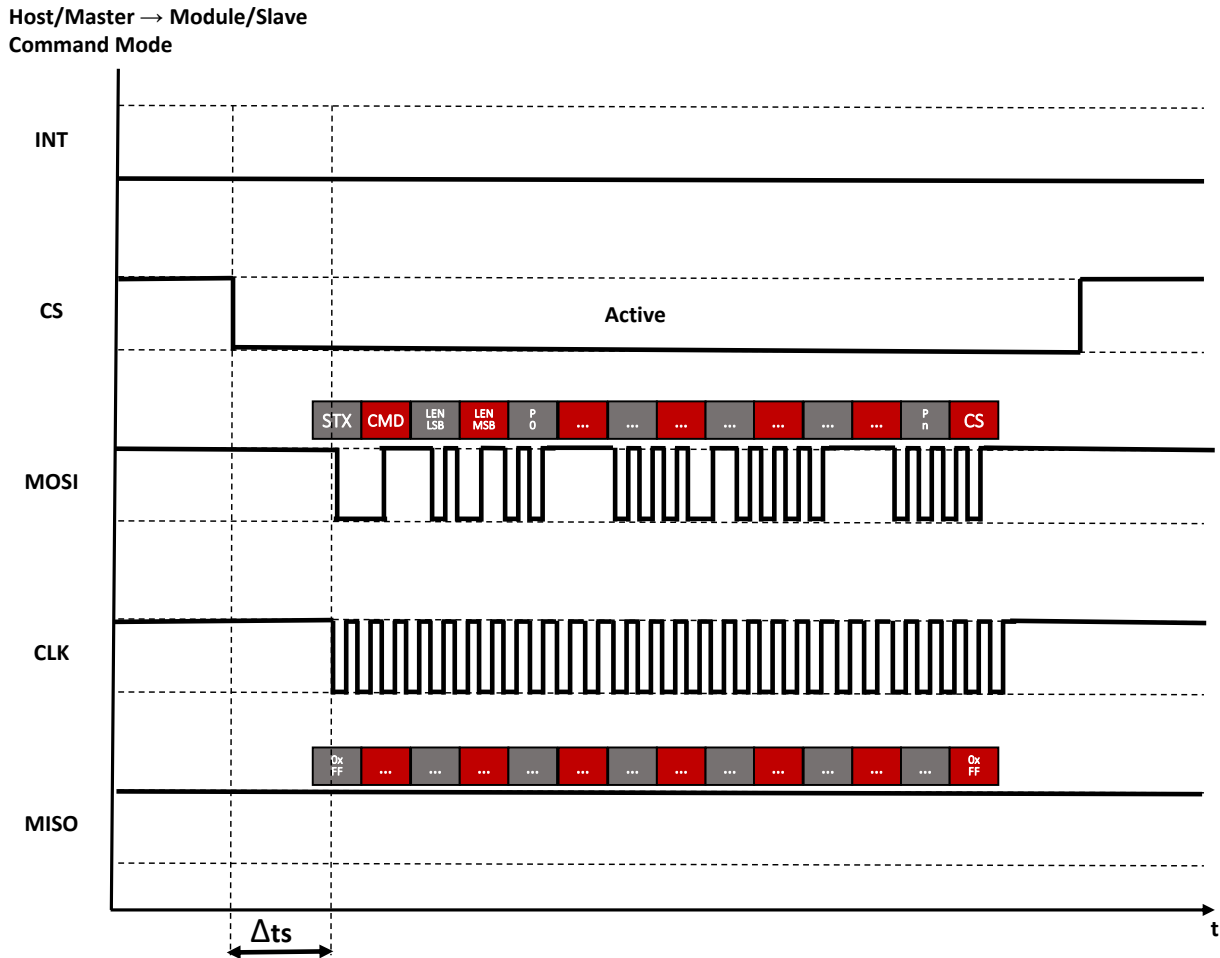 Host/Master → Module/Slave
Command Mode
INT
CS
Active
STX CMD LEN LSB LEN MSB P 0 ... ... ... ... ... ... ... P n CS
MOSI
CLK
0x FF ... ... ... ... ... ... ... ... ... ... ... ... 0x FF
MISO
t
Δts